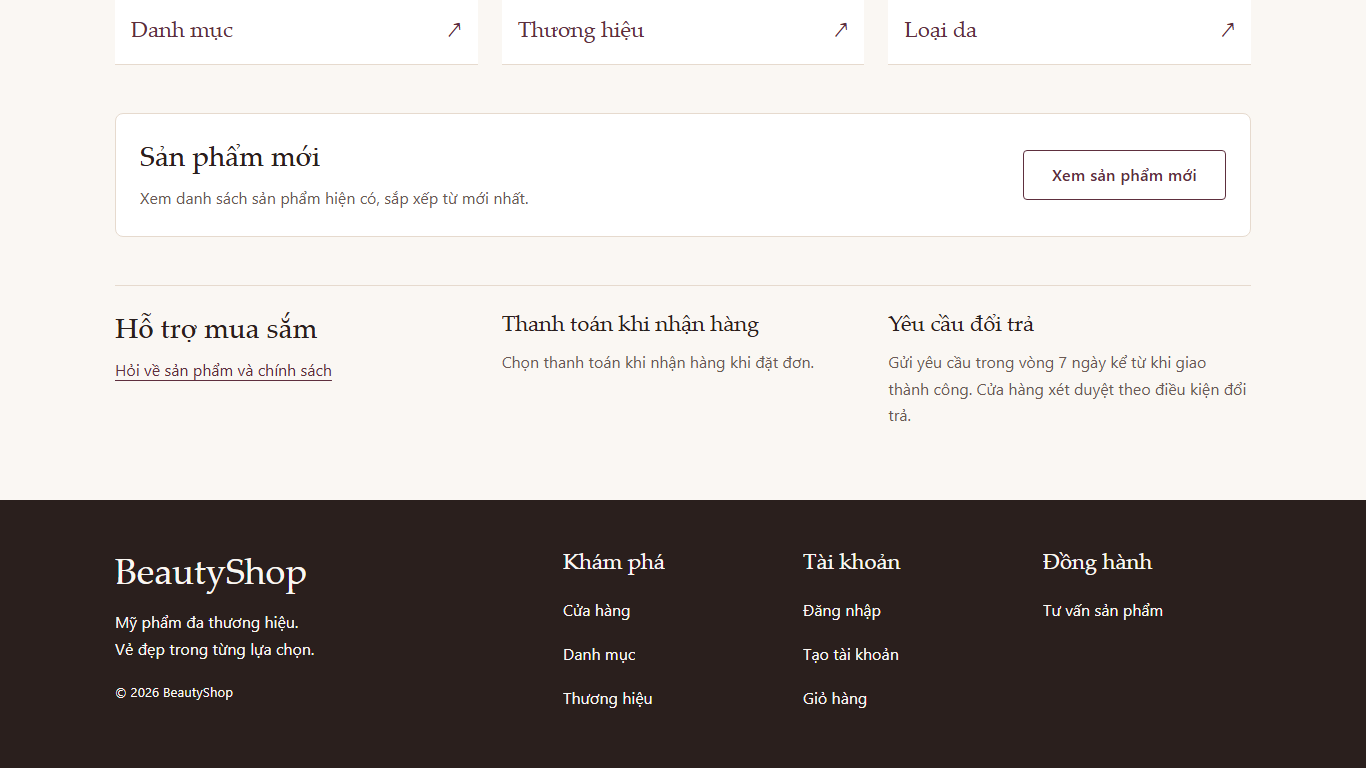 Danh mục ↗
Thương hiệu ↗
Loại da ↗
Sản phẩm mới
Xem danh sách sản phẩm hiện có, sắp xếp từ mới nhất.
Xem sản phẩm mới
Hỗ trợ mua sắm
Hỏi về sản phẩm và chính sách
Thanh toán khi nhận hàng
Chọn thanh toán khi nhận hàng khi đặt đơn.
Yêu cầu đổi trả
Gửi yêu cầu trong vòng 7 ngày kể từ khi giao
thành công. Cửa hàng xét duyệt theo điều kiện đổi
trả.
BeautyShop
Mỹ phẩm đa thương hiệu.
Vẻ đẹp trong từng lựa chọn.
© 2026 BeautyShop
Khám phá
Cửa hàng
Danh mục
Thương hiệu
Tài khoản
Đăng nhập
Tạo tài khoản
Giỏ hàng
Đồng hành
Tư vấn sản phẩm